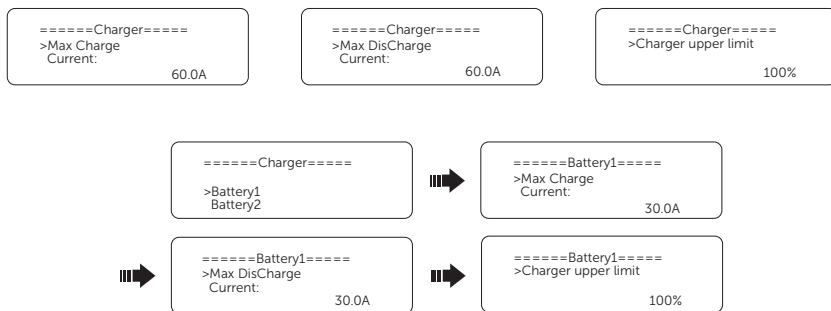 ======Charger=====
>Max Charge
Current:
60.0A
======Charger=====
>Max DisCharge
Current:
60.0A
======Charger=====
>Charger upper limit
100%
======Charger=====
>Battery1
Battery2
======Battery1=====
>Max Charge
Current:
30.0A
======Battery1=====
>Max DisCharge
Current:
30.0A
======Battery1=====
>Charger upper limit
100%